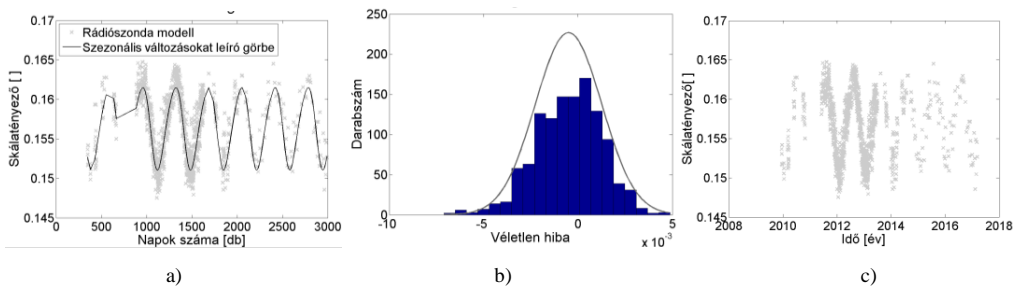 0.17
0.165
0.16
0.155
0.15
0.145
Skálatényező[ ]
Rádiószonda modell
Szezonális változásokat leíró görbe
0 500 1000 1500 2000 2500 3000
Napok száma [db]
a)
250
200
150
100
50
0
Darabszám
-10 -5 0 5
x 10⁻³
Véletlen hiba
b)
0.17
0.165
0.16
0.155
0.15
0.145
Skálatényező[ ]
2008 2010 2012 2014 2016 2018
Idő [év]
c)